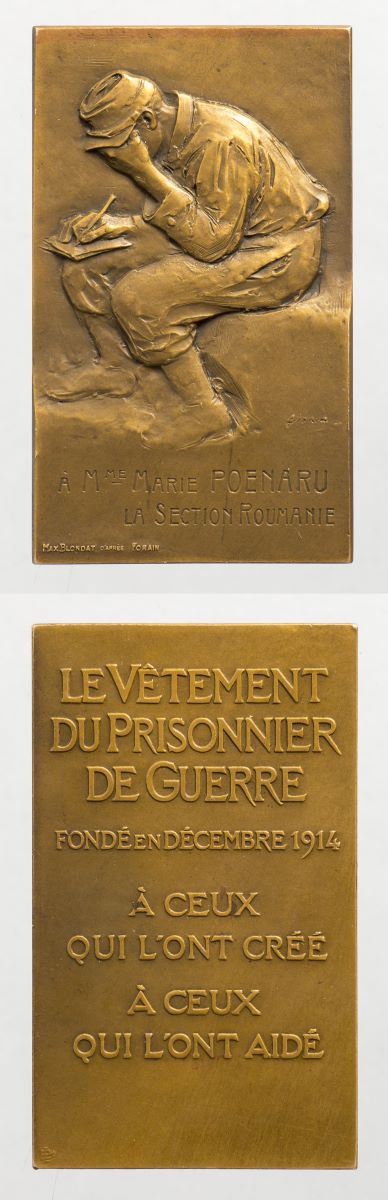 À MME MARIE POENARU
LA SECTION ROUMANIE
MAX BLONDAT D'APRÈS FORAIN
LE VÊTEMENT
DU PRISONNIER
DE GUERRE
FONDÉ EN DÉCEMBRE 1914
À CEUX
QUI L'ONT CRÉÉ
À CEUX
QUI L'ONT AIDÉ